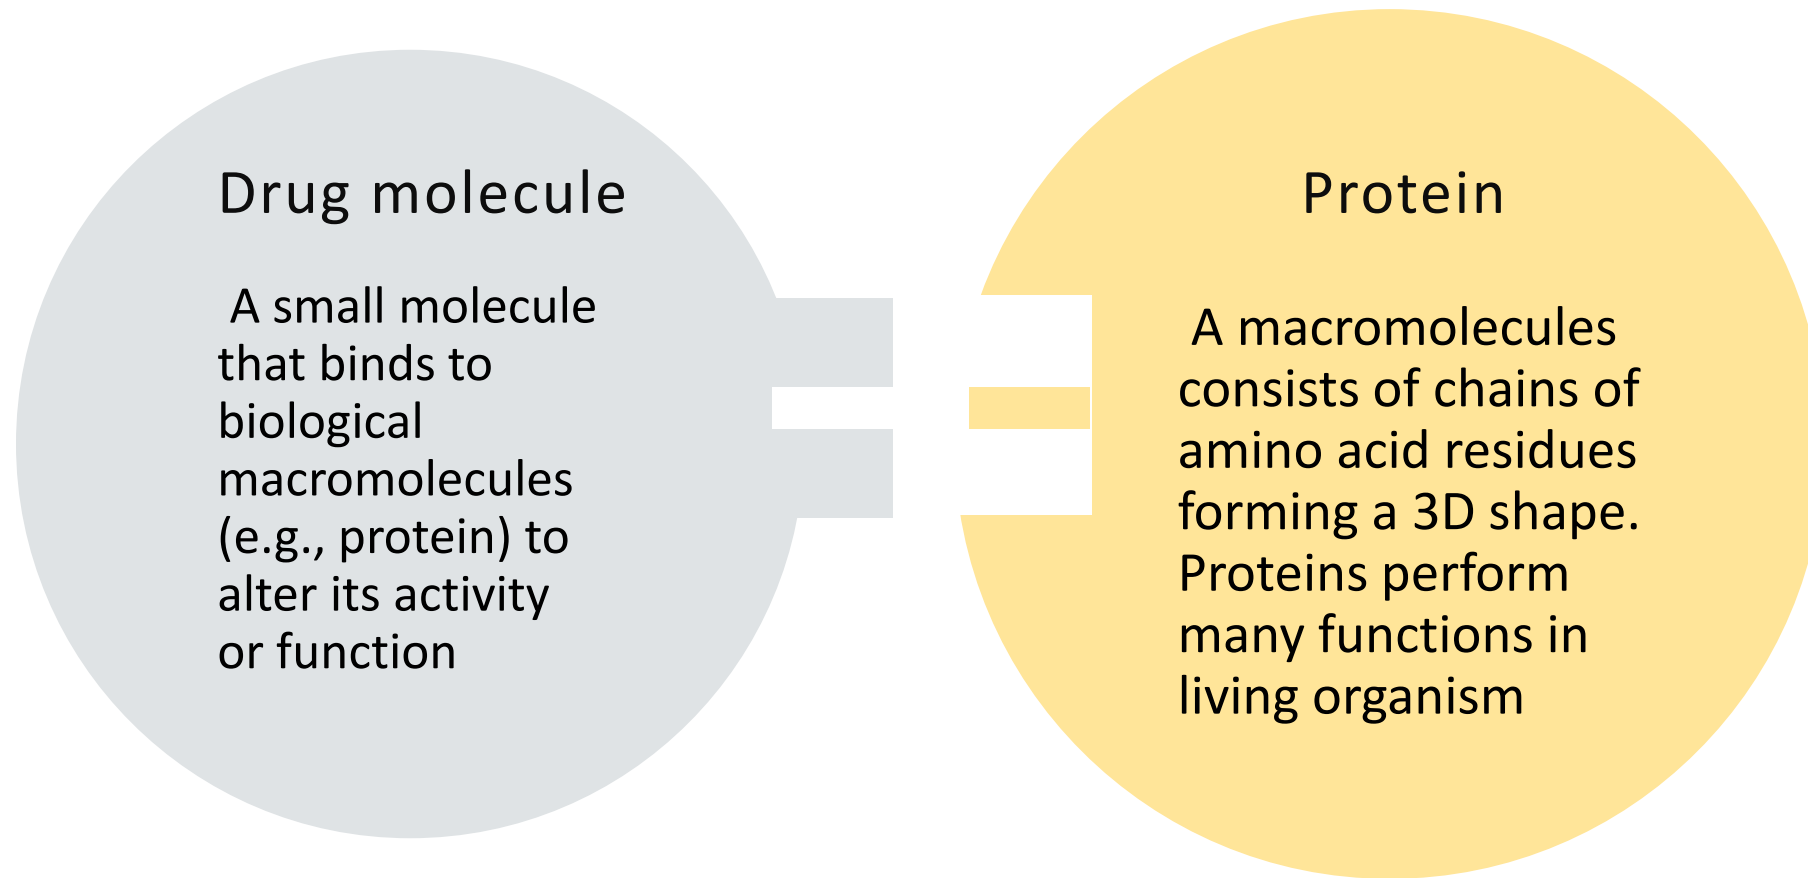 Drug molecule
A small molecule
that binds to
biological
macromolecules
(e.g., protein) to
alter its activity
or function
Protein
A macromolecules
consists of chains of
amino acid residues
forming a 3D shape.
Proteins perform
many functions in
living organism